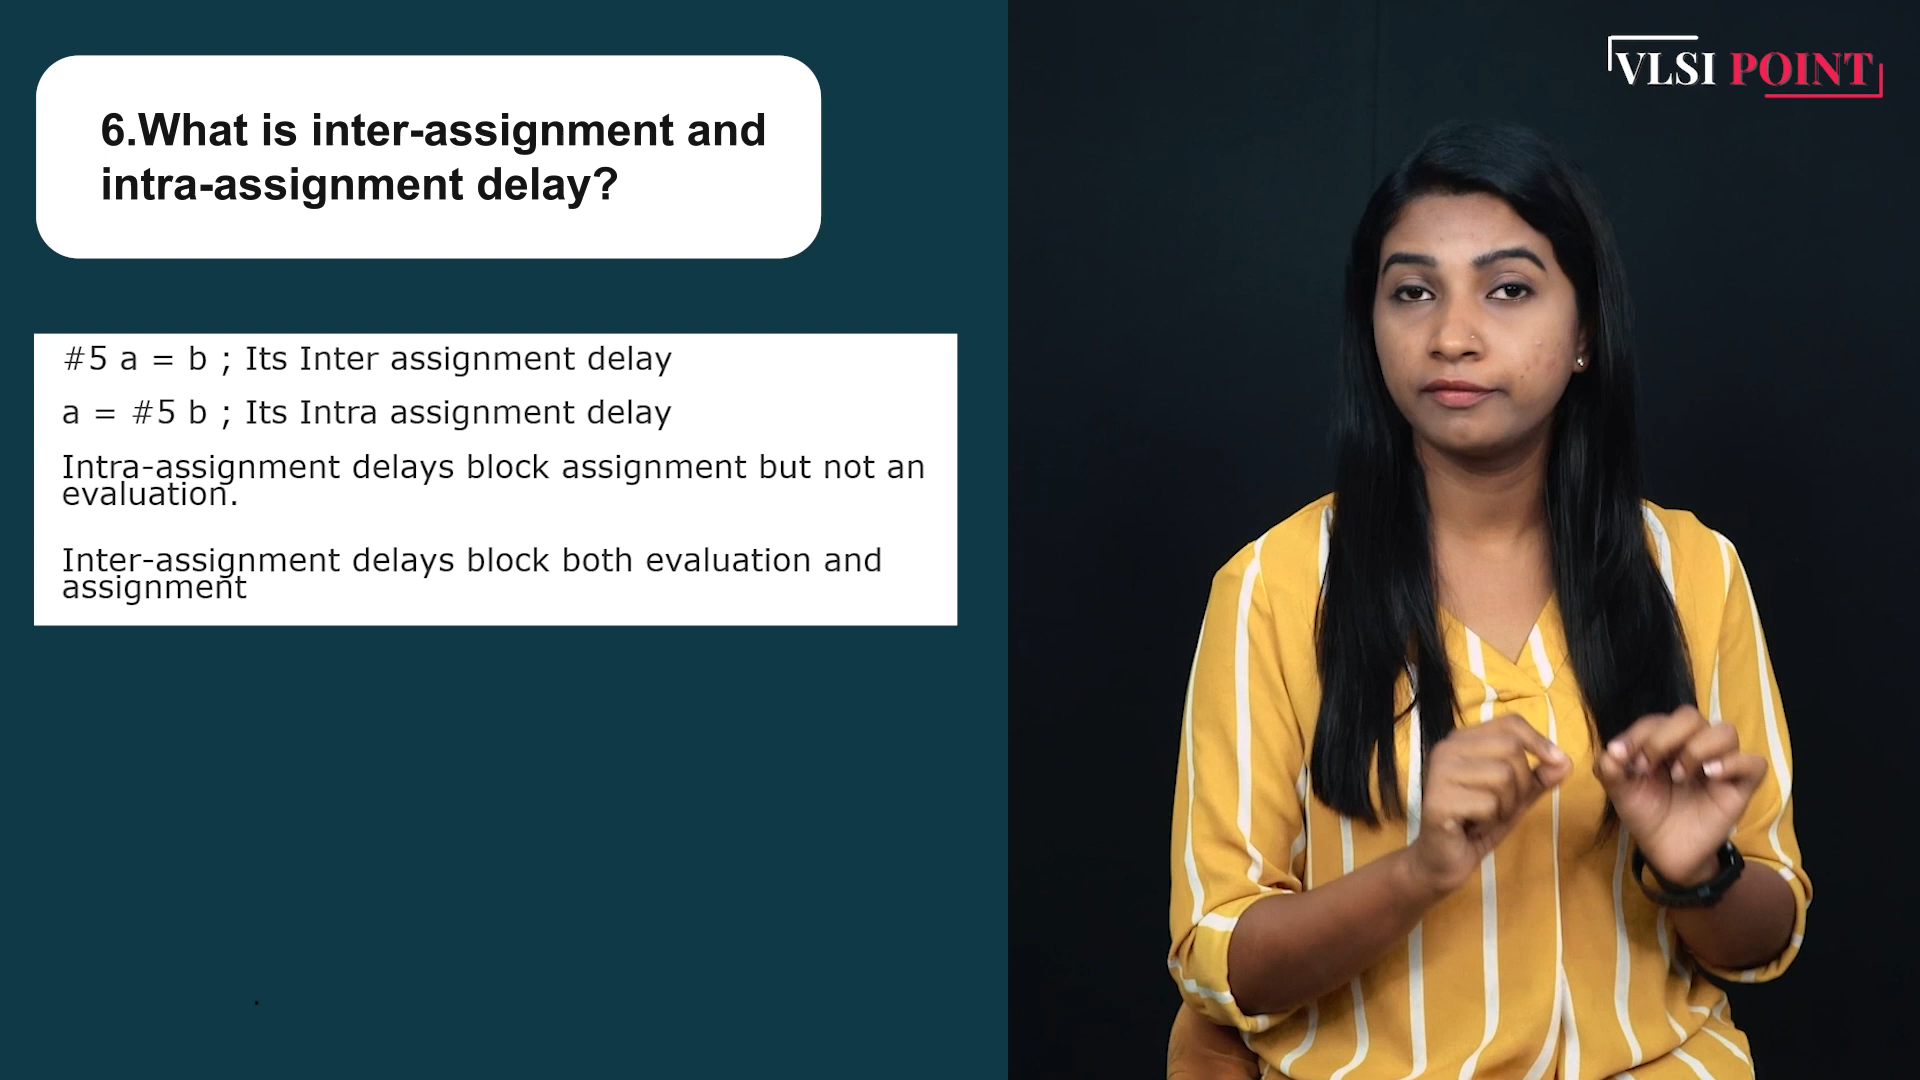 6.What is inter-assignment and
intra-assignment delay?
#5 a = b ; Its Inter assignment delay
a = #5 b ; Its Intra assignment delay
Intra-assignment delays block assignment but not an
evaluation.
Inter-assignment delays block both evaluation and
assignment
VLSI POINT